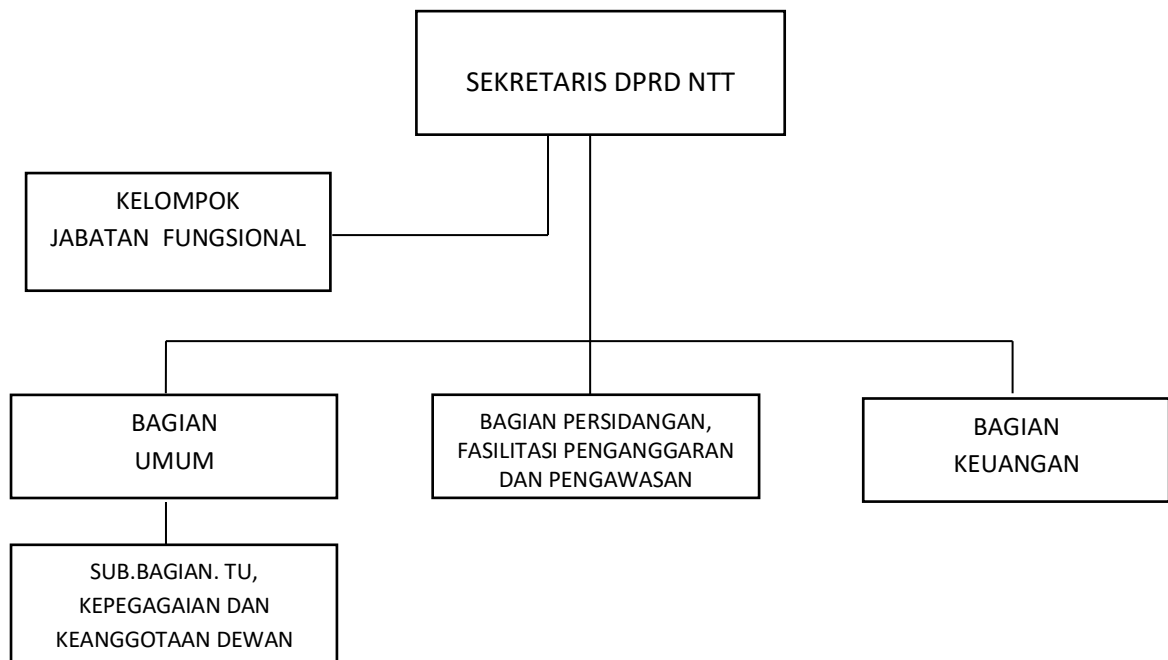 SEKRETARIS DPRD NTT
KELOMPOK
JABATAN FUNGSIONAL
BAGIAN
UMUM
BAGIAN PERSIDANGAN,
FASILITASI PENGANGGARAN
DAN PENGAWASAN
BAGIAN
KEUANGAN
SUB.BAGIAN. TU,
KEPEGAGAIAN DAN
KEANGGOTAAN DEWAN